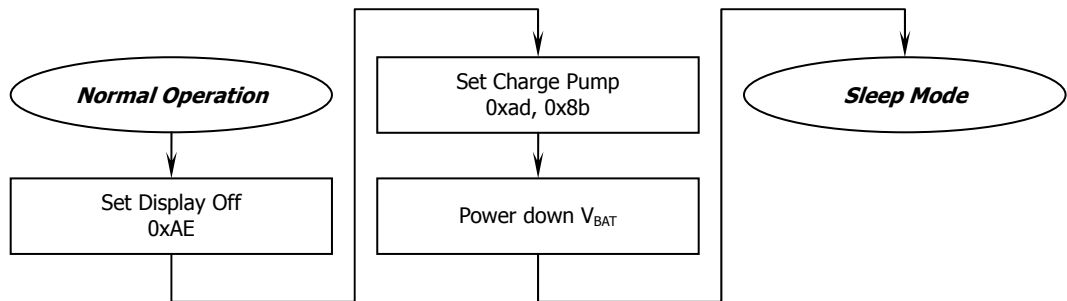 Normal Operation
Set Display Off
0xAE
Set Charge Pump
0xad, 0x8b
Power down VBAT
Sleep Mode